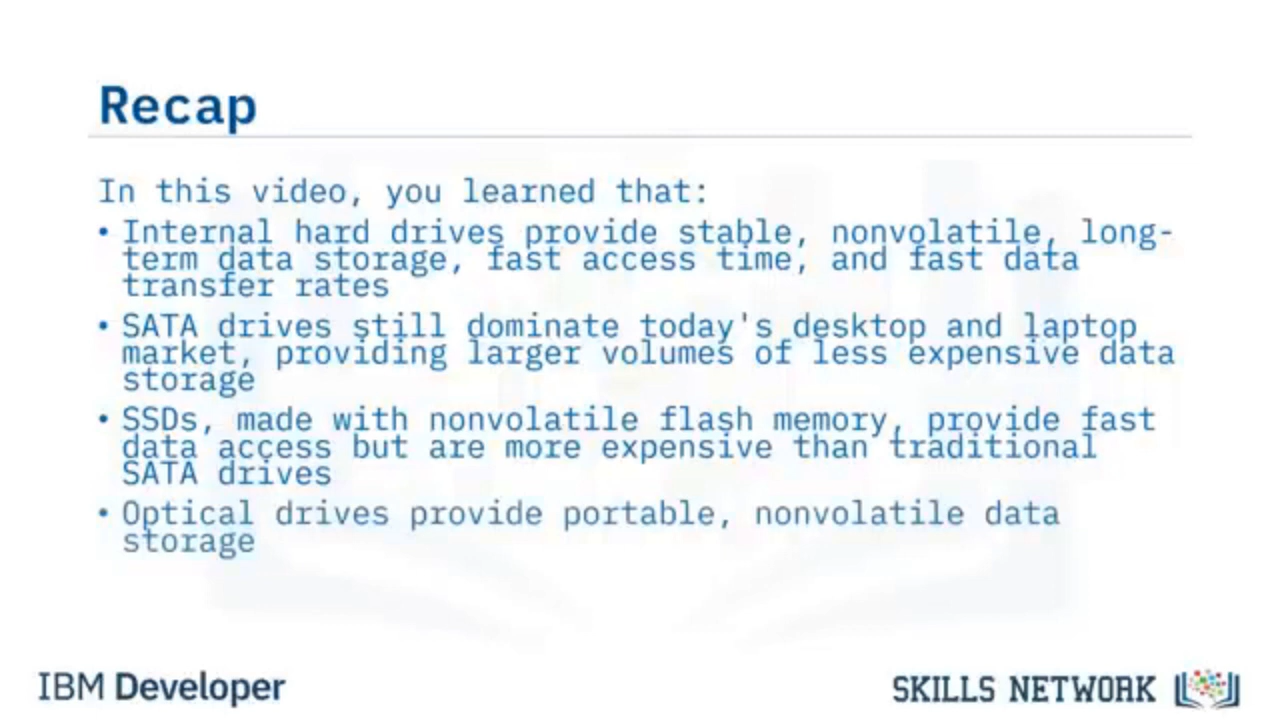 Recap
In this video, you learned that:
• Internal hard drives provide stable, nonvolatile, long-
term data storage, fast access time, and fast data
transfer rates
• SATA drives still dominate today's desktop and laptop
market, providing larger volumes of less expensive data
storage
• SSDs, made with nonvolatile flash memory, provide fast
data access but are more expensive than traditional
SATA drives
• Optical drives provide portable, nonvolatile data
storage
IBM Developer
SKILLS NETWORK